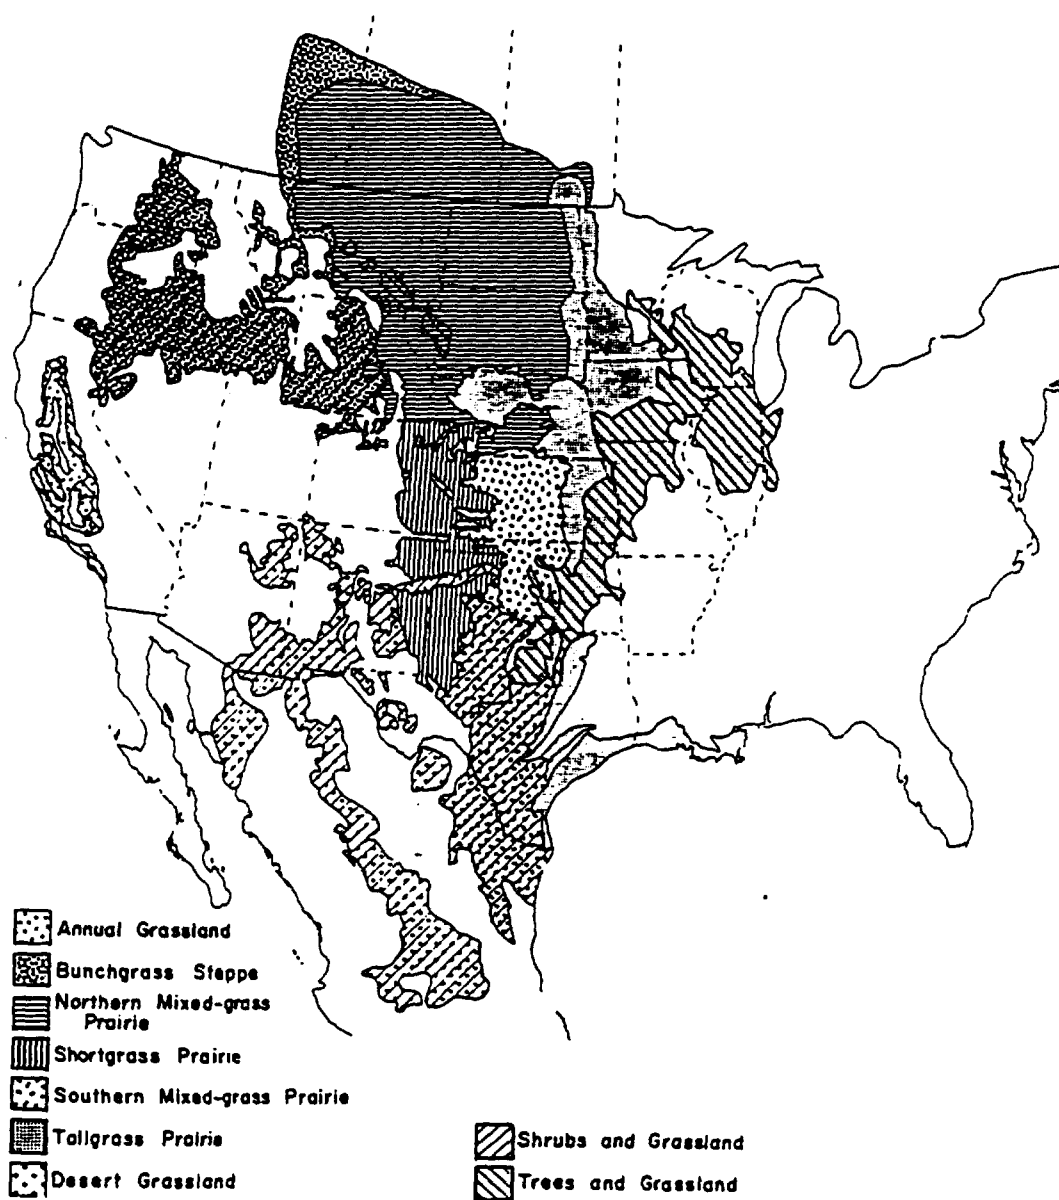 Annual Grassland
Bunchgrass Steppe
Northern Mixed-grass
Prairie
Shortgrass Prairie
Southern Mixed-grass Prairie
Tallgrass Prairie
Desert Grassland
Shrubs and Grassland
Trees and Grassland